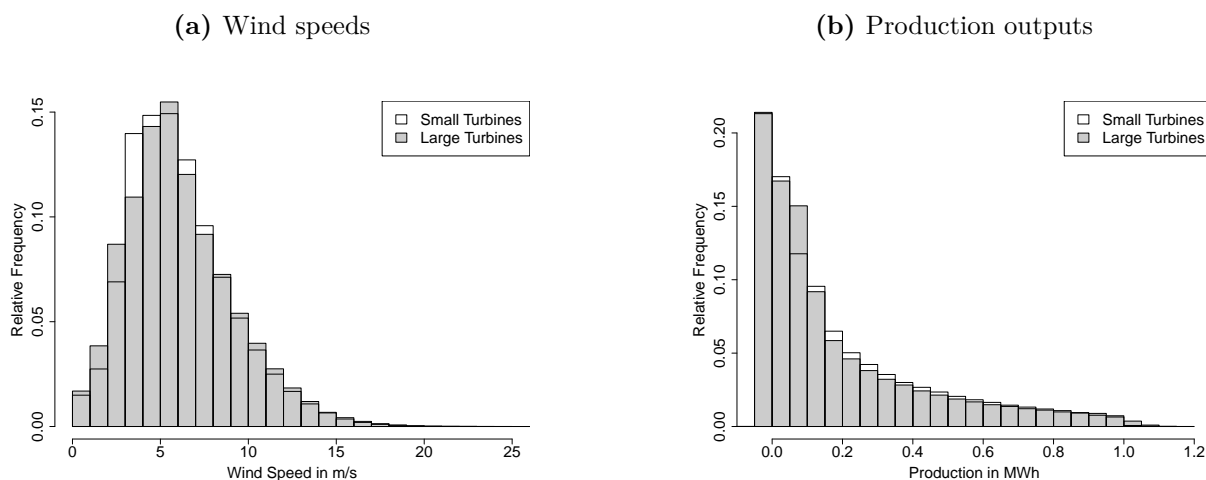 (a) Wind speeds
Relative Frequency
0.15
0.10
0.05
0.00
0 5 10 15 20 25
Wind Speed in m/s
Small Turbines
Large Turbines
(b) Production outputs
Relative Frequency
0.20
0.15
0.10
0.05
0.00
0.0 0.2 0.4 0.6 0.8 1.0 1.2
Production in MWh
Small Turbines
Large Turbines